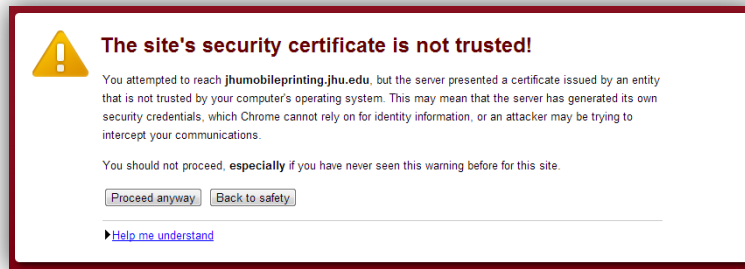 The site's security certificate is not trusted!
You attempted to reach jhumobileprinting.jhu.edu, but the server presented a certificate issued by an entity
that is not trusted by your computer's operating system. This may mean that the server has generated its own
security credentials, which Chrome cannot rely on for identity information, or an attacker may be trying to
intercept your communications.
You should not proceed, especially if you have never seen this warning before for this site.
Proceed anyway Back to safety
Help me understand